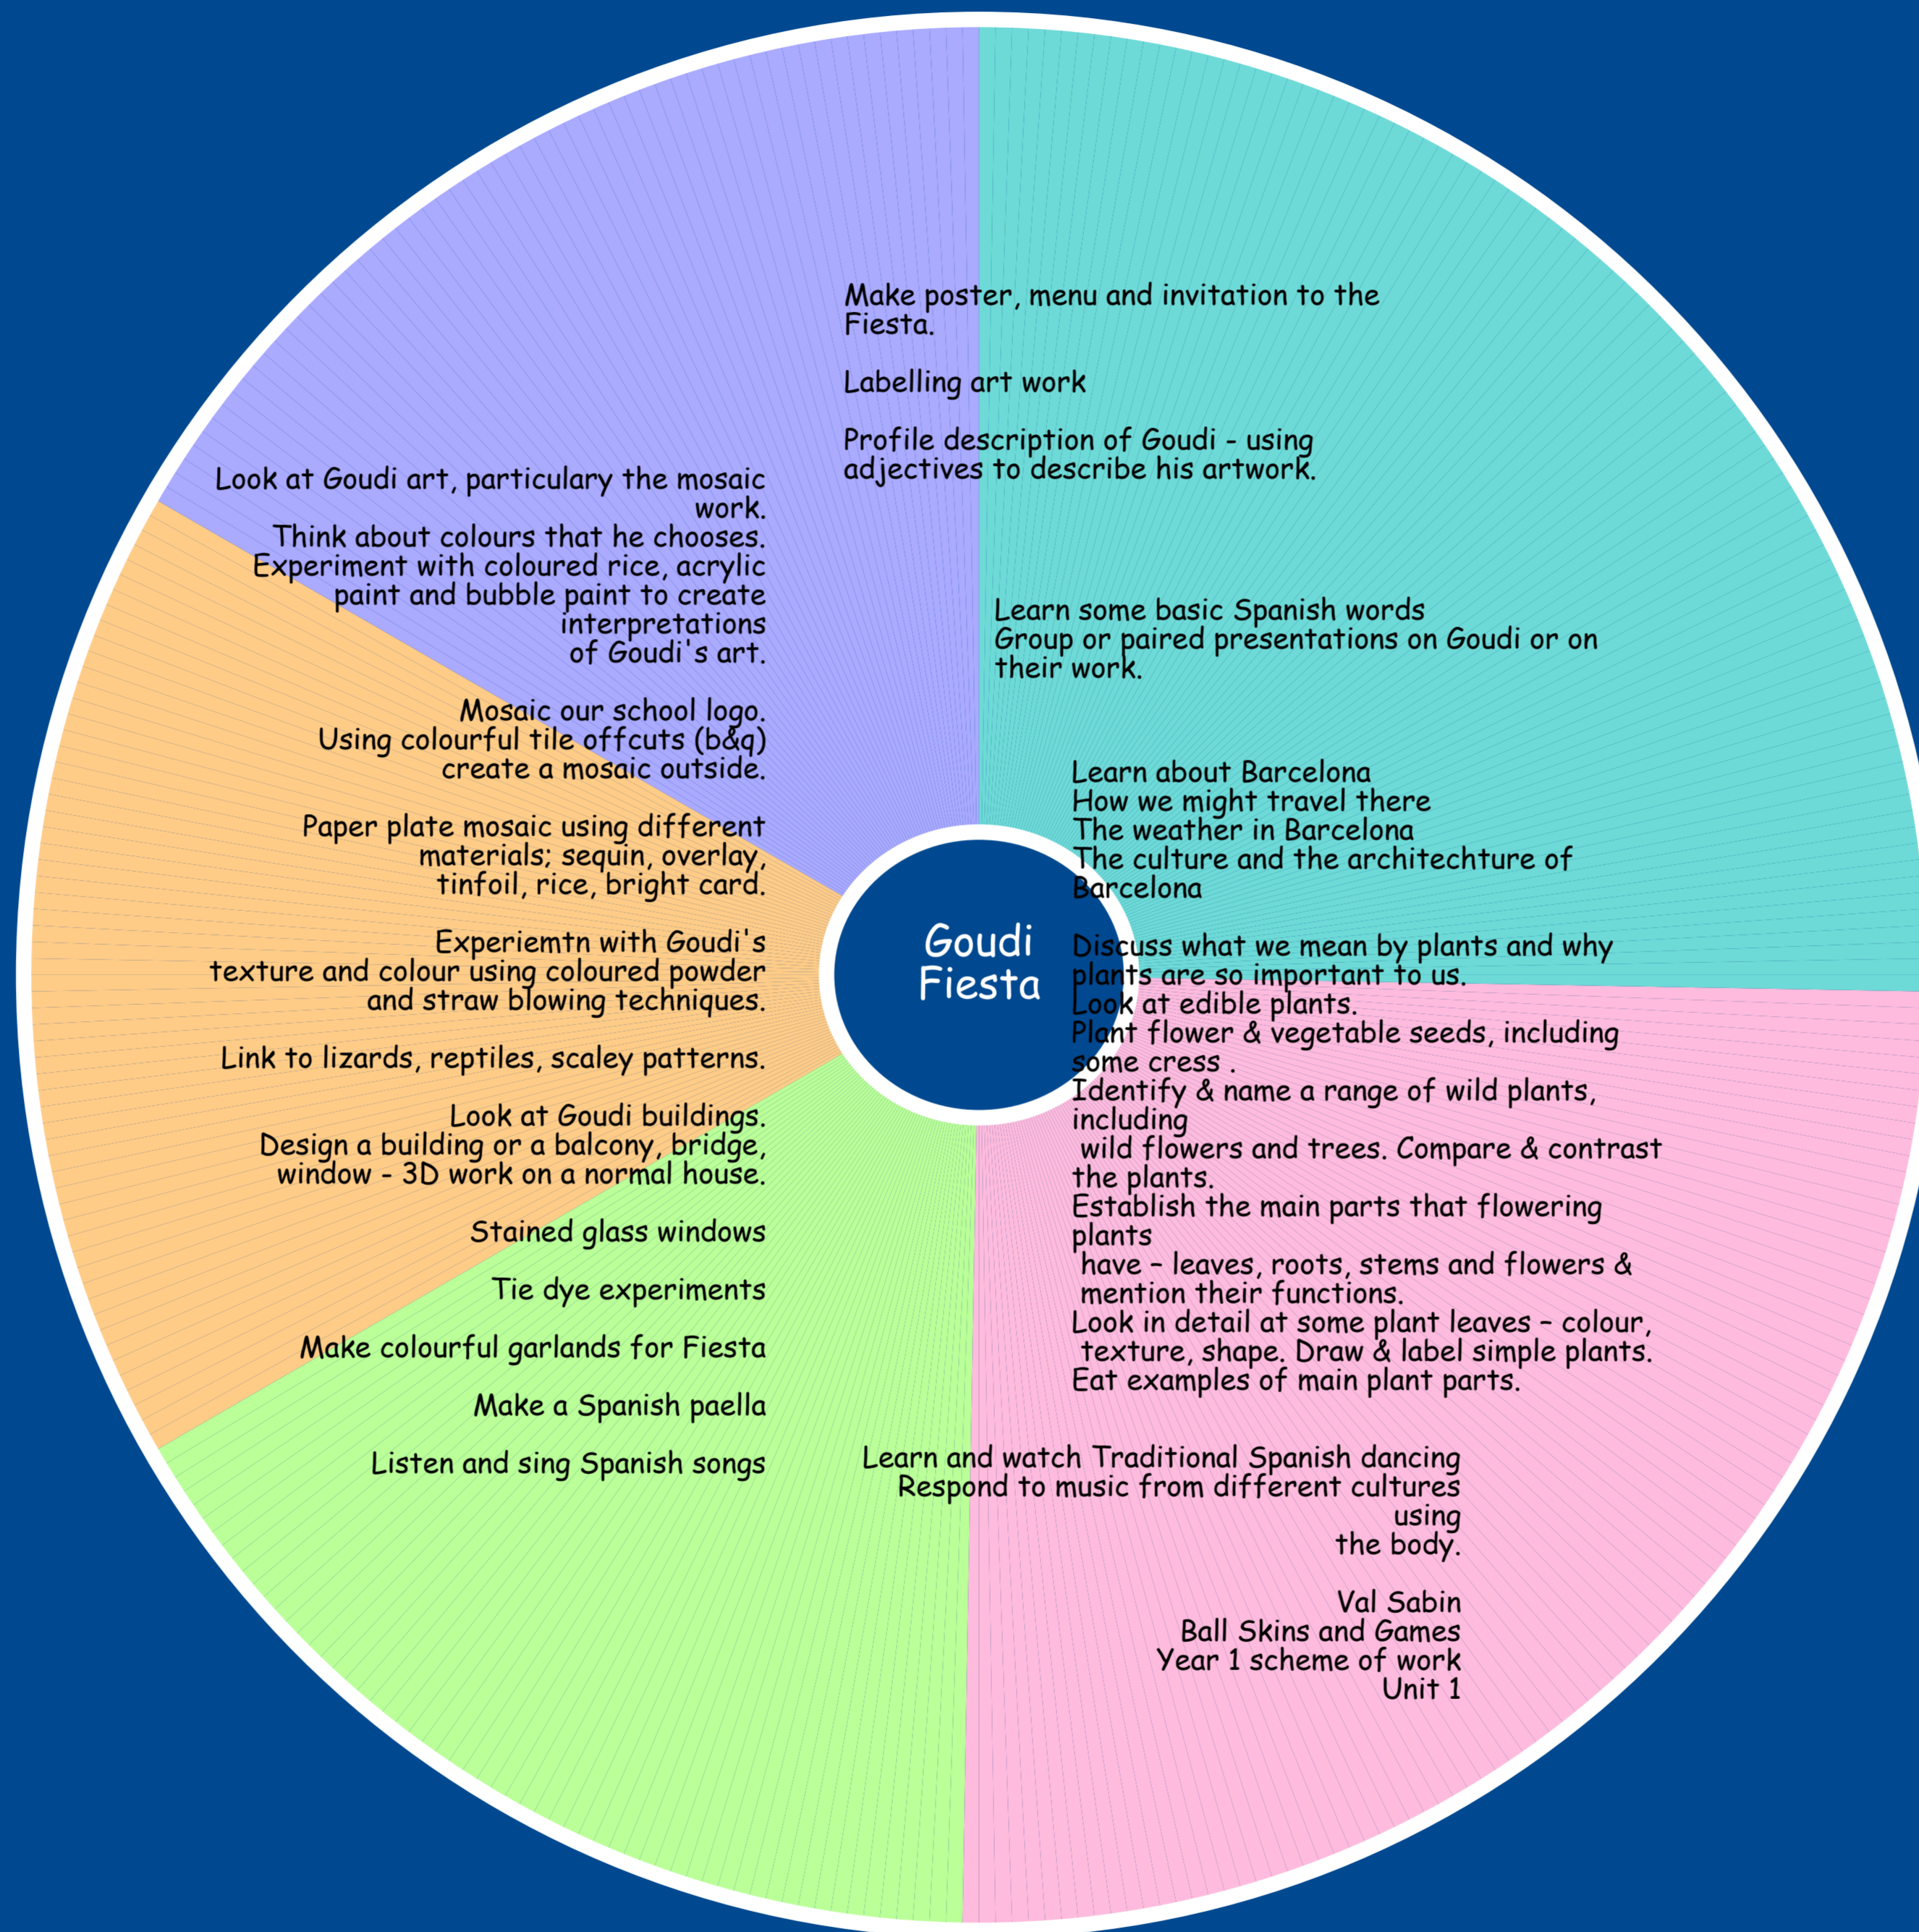 Make poster, menu and invitation to the
Fiesta.
Labelling art work
Profile description of Goudi - using
adjectives to describe his artwork.
Learn some basic Spanish words
Group or paired presentations on Goudi or on
their work.
Learn about Barcelona
How we might travel there
The weather in Barcelona
The culture and the architechture of
Barcelona
Discuss what we mean by plants and why
plants are so important to us.
Look at edible plants.
Plant flower & vegetable seeds, including
some cress .
Identify & name a range of wild plants,
including
wild flowers and trees. Compare & contrast
the plants.
Establish the main parts that flowering
plants
have – leaves, roots, stems and flowers &
mention their functions.
Look in detail at some plant leaves – colour,
texture, shape. Draw & label simple plants.
Eat examples of main plant parts.
Learn and watch Traditional Spanish dancing
Respond to music from different cultures
using
the body.
Val Sabin
Ball Skins and Games
Year 1 scheme of work
Unit 1
Look at Goudi art, particulary the mosaic
work.
Think about colours that he chooses.
Experiment with coloured rice, acrylic
paint and bubble paint to create
interpretations
of Goudi's art.
Mosaic our school logo.
Using colourful tile offcuts (b&q)
create a mosaic outside.
Paper plate mosaic using different
materials; sequin, overlay,
tinfoil, rice, bright card.
Experiemtn with Goudi's
texture and colour using coloured powder
and straw blowing techniques.
Link to lizards, reptiles, scaley patterns.
Look at Goudi buildings.
Design a building or a balcony, bridge,
window - 3D work on a normal house.
Stained glass windows
Tie dye experiments
Make colourful garlands for Fiesta
Make a Spanish paella
Listen and sing Spanish songs
Goudi
Fiesta